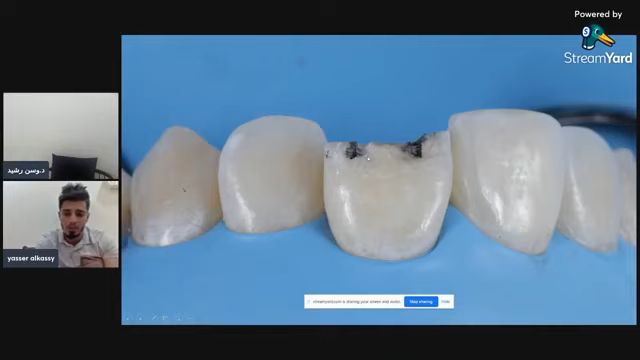 Powered by
StreamYard
د.وسن رشيد
yasser alkassy
Stop sharing
Hide